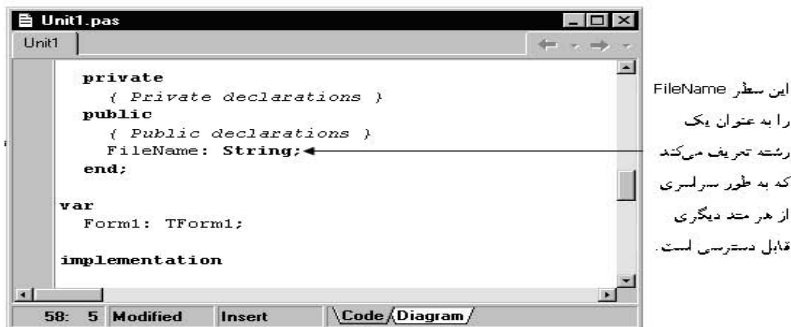 Unit1.pas
Unit1
private
{ Private declarations }
public
{ Public declarations }
FileName: String;
end;
var
Form1: TForm1;
implementation
58: 5 Modified Insert Code Diagram
این سطر FileName
را به عنوان یک
رشته تعریف می‌کند
که به طور سراسری
از هر متد دیگری
قابل دسترسی است.